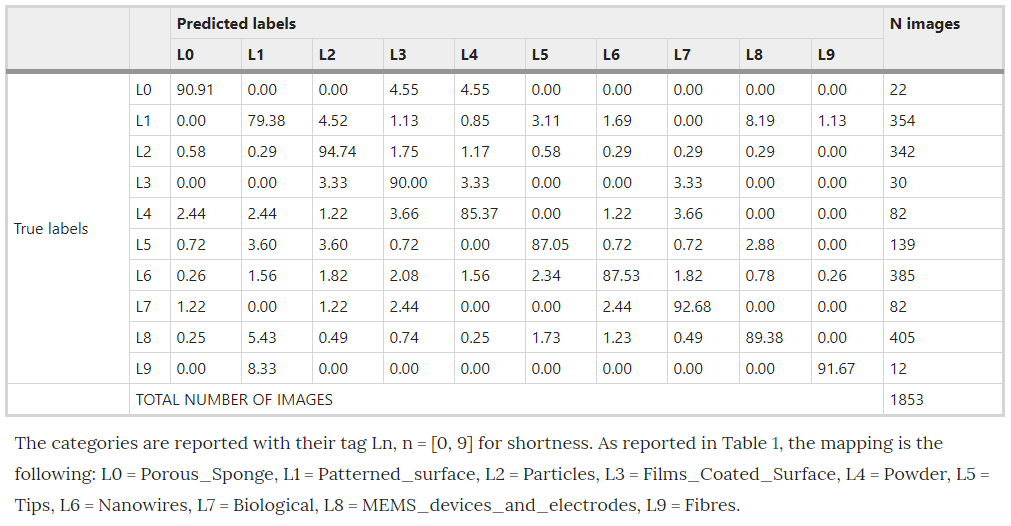 Predicted labels N images
L0 L1 L2 L3 L4 L5 L6 L7 L8 L9
True labels
L0 90.91 0.00 0.00 4.55 4.55 0.00 0.00 0.00 0.00 0.00 22
L1 0.00 79.38 4.52 1.13 0.85 3.11 1.69 0.00 8.19 1.13 354
L2 0.58 0.29 94.74 1.75 1.17 0.58 0.29 0.29 0.29 0.00 342
L3 0.00 0.00 3.33 90.00 3.33 0.00 0.00 3.33 0.00 0.00 30
L4 2.44 2.44 1.22 3.66 85.37 0.00 1.22 3.66 0.00 0.00 82
L5 0.72 3.60 3.60 0.72 0.00 87.05 0.72 0.72 2.88 0.00 139
L6 0.26 1.56 1.82 2.08 1.56 2.34 87.53 1.82 0.78 0.26 385
L7 1.22 0.00 1.22 2.44 0.00 0.00 2.44 92.68 0.00 0.00 82
L8 0.25 5.43 0.49 0.74 0.25 1.73 1.23 0.49 89.38 0.00 405
L9 0.00 8.33 0.00 0.00 0.00 0.00 0.00 0.00 0.00 91.67 12
TOTAL NUMBER OF IMAGES 1853
The categories are reported with their tag Ln, n = [0, 9] for shortness. As reported in Table 1, the mapping is the
following: L0 = Porous_Sponge, L1 = Patterned_surface, L2 = Particles, L3 = Films_Coated_Surface, L4 = Powder, L5 =
Tips, L6 = Nanowires, L7 = Biological, L8 = MEMS_devices_and_electrodes, L9 = Fibres.